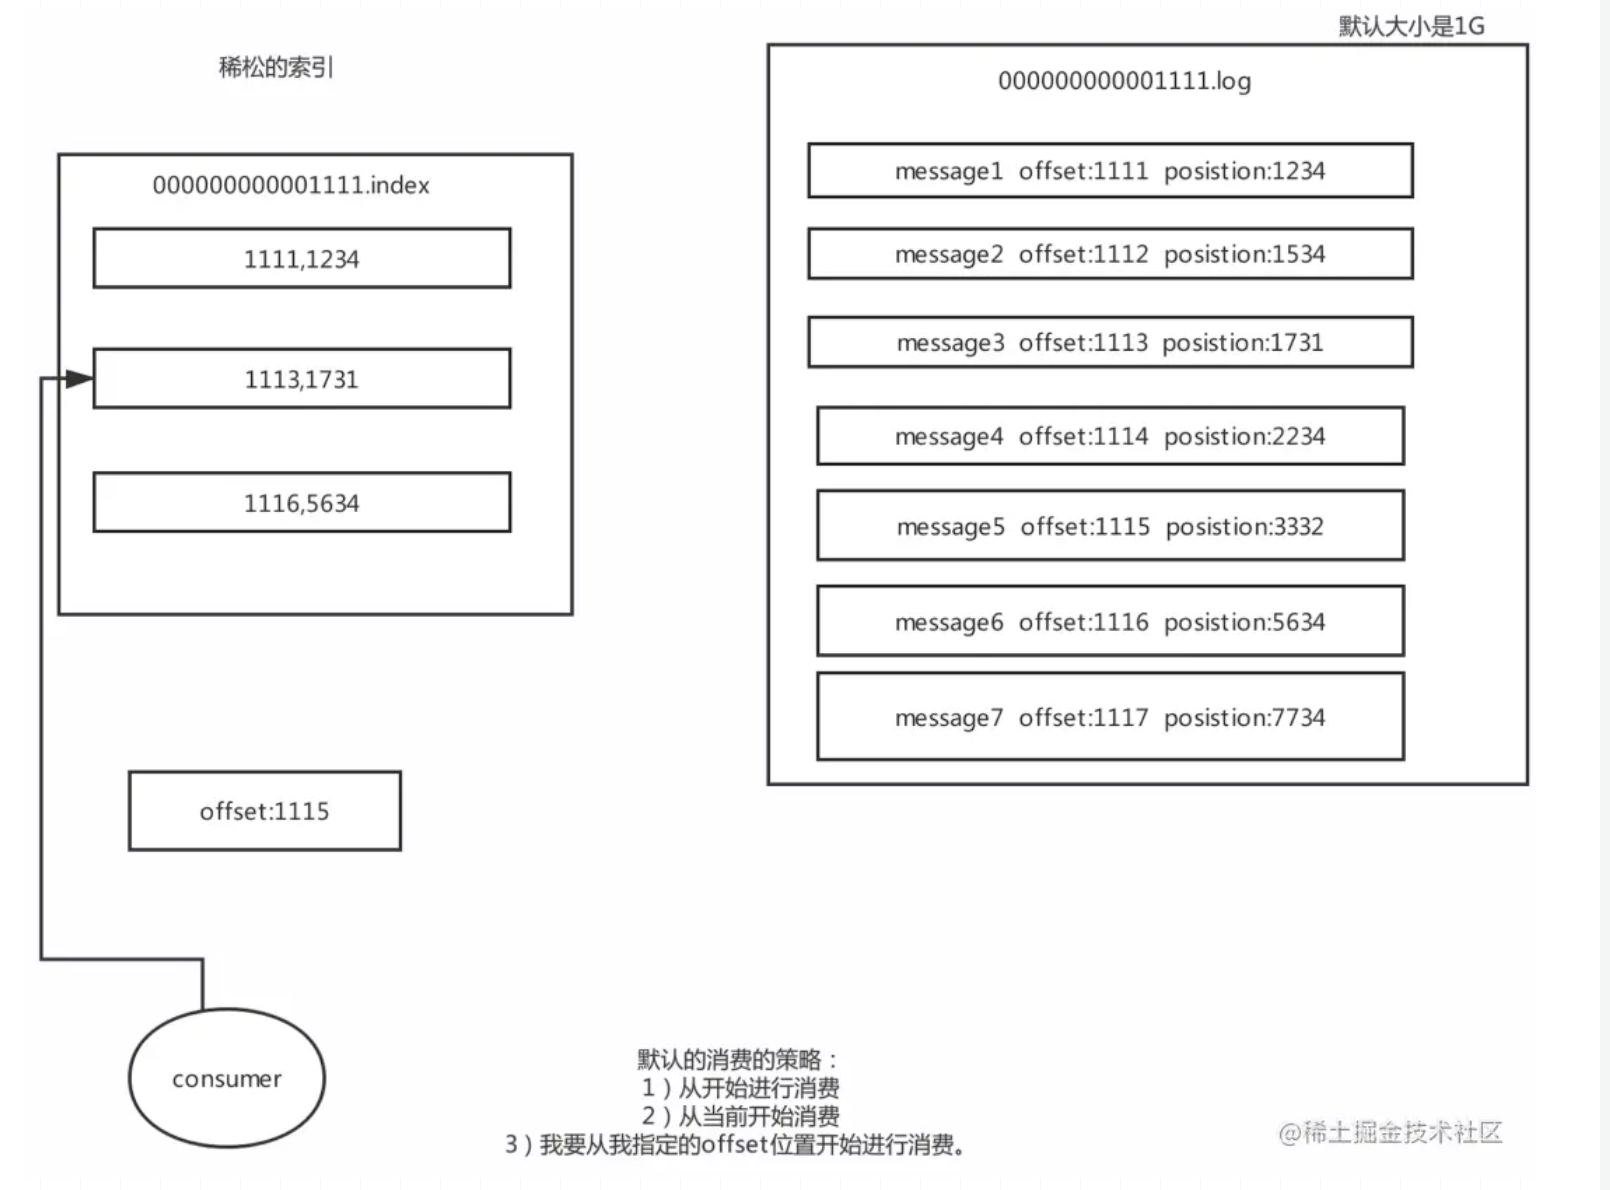 稀松的索引
000000000001111.index
1111,1234
1113,1731
1116,5634
offset:1115
consumer
默认大小是1G
000000000001111.log
message1 offset:1111 posistion:1234
message2 offset:1112 posistion:1534
message3 offset:1113 posistion:1731
message4 offset:1114 posistion:2234
message5 offset:1115 posistion:3332
message6 offset:1116 posistion:5634
message7 offset:1117 posistion:7734
默认的消费的策略：
1）从开始进行消费
2）从当前开始消费
3）我要从我指定的offset位置开始进行消费。
@稀土掘金技术社区